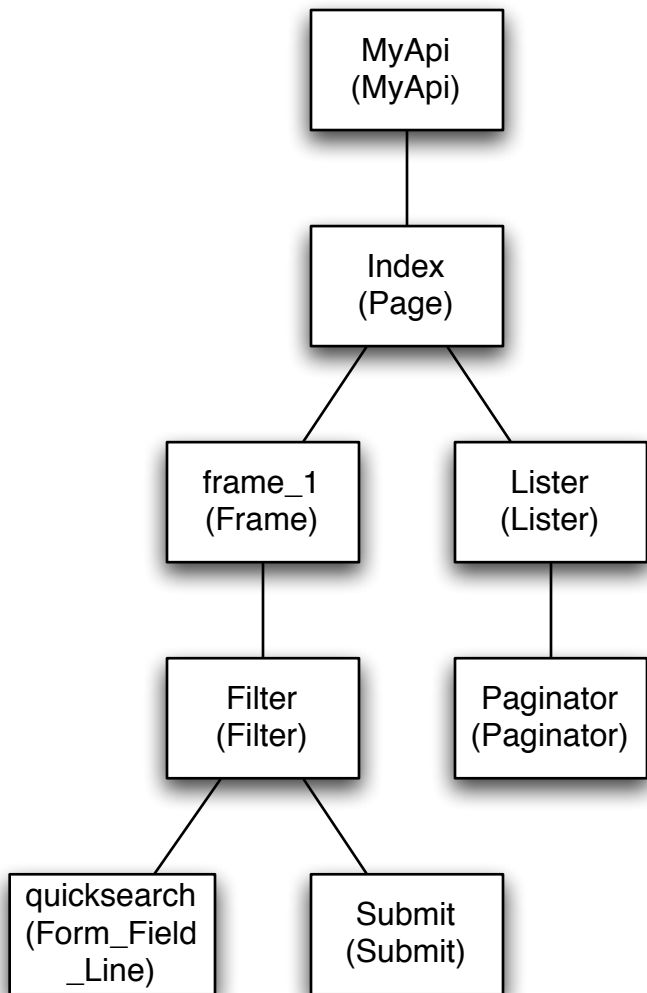 MyApi
(MyApi)
Index
(Page)
frame_1
(Frame)
Lister
(Lister)
Filter
(Filter)
Paginator
(Paginator)
quicksearch
(Form_Field
_Line)
Submit
(Submit)